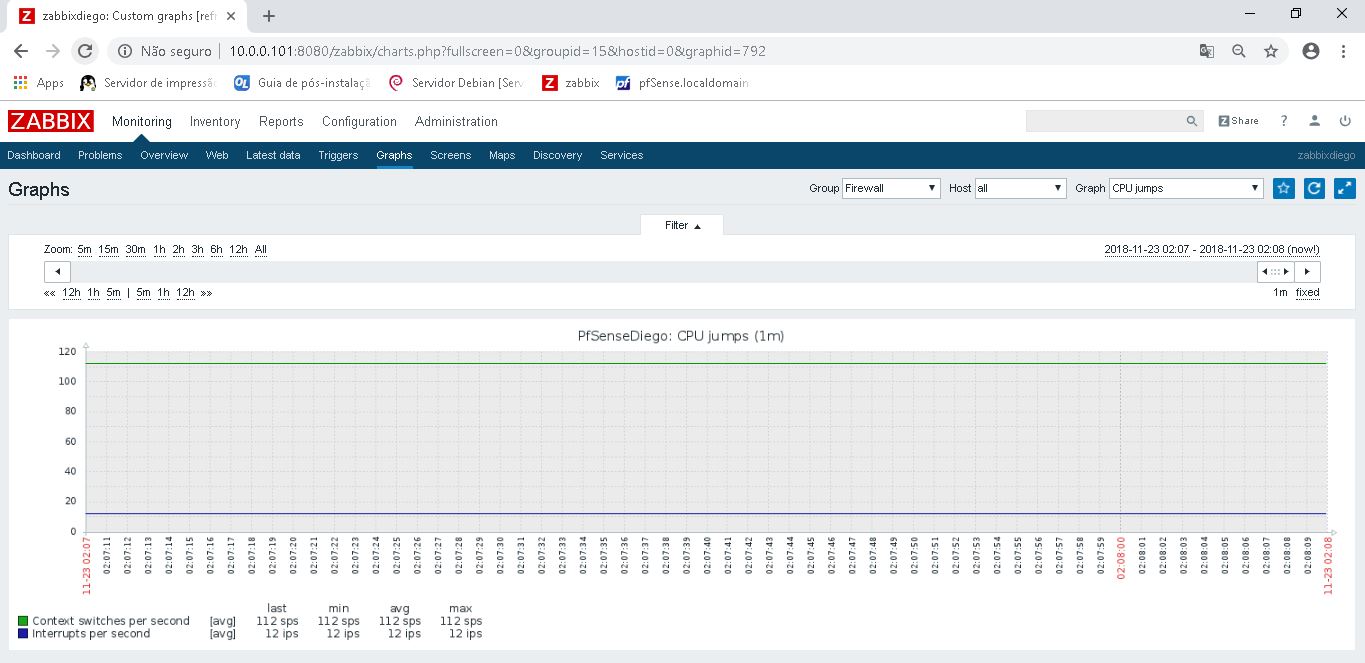 Z zabbixdiego: Custom graphs [refr
Não seguro 10.0.0.101:8080/zabbix/charts.php?fullscreen=0&groupid=15&hostid=0&graphid=792
Apps Servidor de impressão OL Guia de pós-instalaçã Servidor Debian [Serv Z zabbix pf pfSense.localdomain
ZABBIX Monitoring Inventory Reports Configuration Administration Z Share ?
Dashboard Problems Overview Web Latest data Triggers Graphs Screens Maps Discovery Services zabbixdiego
Graphs Group Firewall Host all Graph CPU jumps
Filter
Zoom: 5m 15m 30m 1h 2h 3h 6h 12h All 2018-11-23 02:07 - 2018-11-23 02:08 (now!)
«« 12h 1h 5m | 5m 1h 12h »» 1m fixed
PfSenseDiego: CPU jumps (1m)
120
100
80
60
40
20
0
11-23 02:07 02:07:11 02:07:12 02:07:13 02:07:14 02:07:15 02:07:16 02:07:17 02:07:18 02:07:19 02:07:20 02:07:21 02:07:22 02:07:23 02:07:24 02:07:25 02:07:26 02:07:27 02:07:28 02:07:29 02:07:30 02:07:31 02:07:32 02:07:33 02:07:34 02:07:35 02:07:36 02:07:37 02:07:38 02:07:39 02:07:40 02:07:41 02:07:42 02:07:43 02:07:44 02:07:45 02:07:46 02:07:47 02:07:48 02:07:49 02:07:50 02:07:51 02:07:52 02:07:53 02:07:54 02:07:55 02:07:56 02:07:57 02:07:58 02:07:59 02:08:00 02:08:01 02:08:02 02:08:03 02:08:04 02:08:05 02:08:06 02:08:07 02:08:08 02:08:09 11-23 02:08
last min avg max
Context switches per second [avg] 112 sps 112 sps 112 sps 112 sps
Interrupts per second [avg] 12 ips 12 ips 12 ips 12 ips